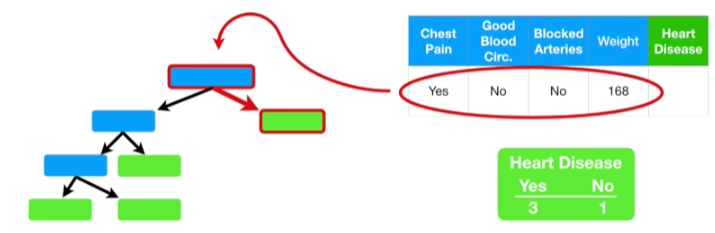 Chest Pain Good Blood Circ. Blocked Arteries Weight Heart Disease
Yes No No 168
Heart Disease
Yes No
3 1